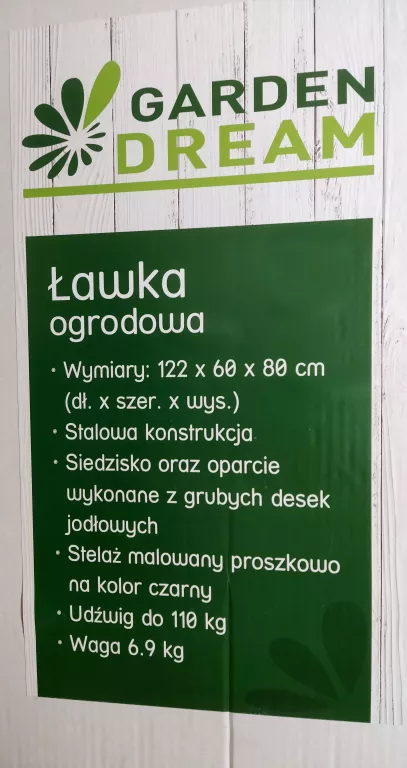 GARDEN
DREAM
Ławka
ogrodowa
• Wymiary: 122 x 60 x 80 cm
(dł. x szer. x wys.)
• Stalowa konstrukcja
• Siedzisko oraz oparcie
wykonane z grubych desek
jodłowych
• Stelaż malowany proszkowo
na kolor czarny
• Udźwig do 110 kg
• Waga 6.9 kg